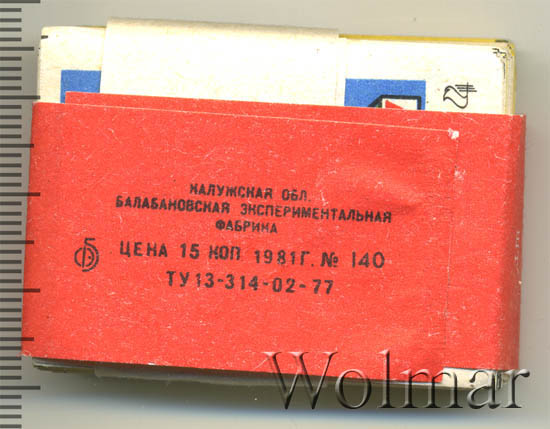 КАЛУЖСКАЯ ОБЛ.
БАЛАБАНОВСКАЯ ЭКСПЕРИМЕНТАЛЬНАЯ
ФАБРИКА
ЦЕНА 15 КОП 1981Г. № 140
ТУ13-314-02-77
Wolmar